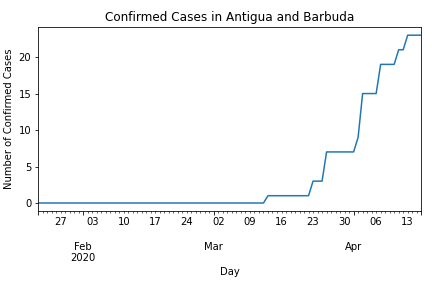 Confirmed Cases in Antigua and Barbuda
Number of Confirmed Cases
20
15
10
5
0
27 03 10 17 24 02 09 16 23 30 06 13
Feb Mar Apr
2020
Day